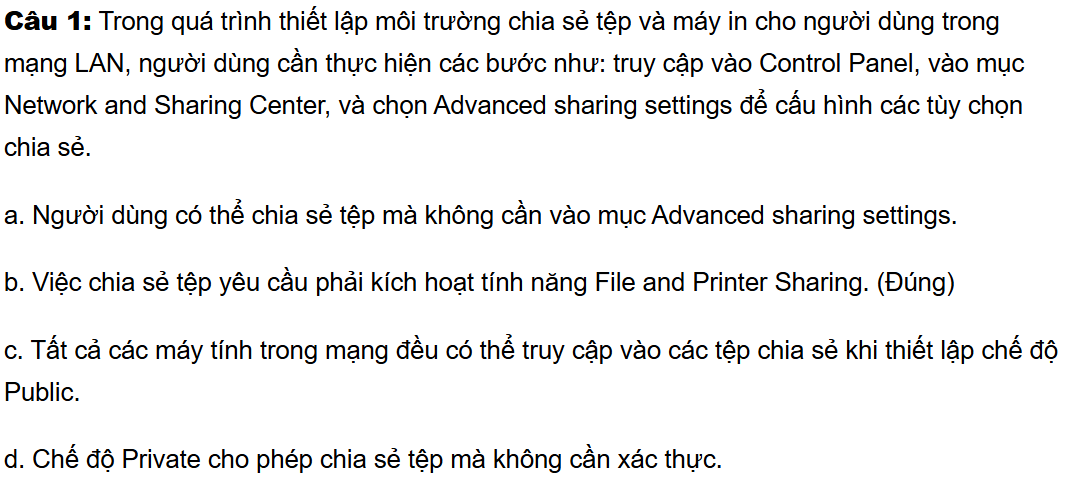 Câu 1: Trong quá trình thiết lập môi trường chia sẻ tệp và máy in cho người dùng trong
mạng LAN, người dùng cần thực hiện các bước như: truy cập vào Control Panel, vào mục
Network and Sharing Center, và chọn Advanced sharing settings để cấu hình các tùy chọn
chia sẻ.
a. Người dùng có thể chia sẻ tệp mà không cần vào mục Advanced sharing settings.
b. Việc chia sẻ tệp yêu cầu phải kích hoạt tính năng File and Printer Sharing. (Đúng)
c. Tất cả các máy tính trong mạng đều có thể truy cập vào các tệp chia sẻ khi thiết lập chế độ
Public.
d. Chế độ Private cho phép chia sẻ tệp mà không cần xác thực.